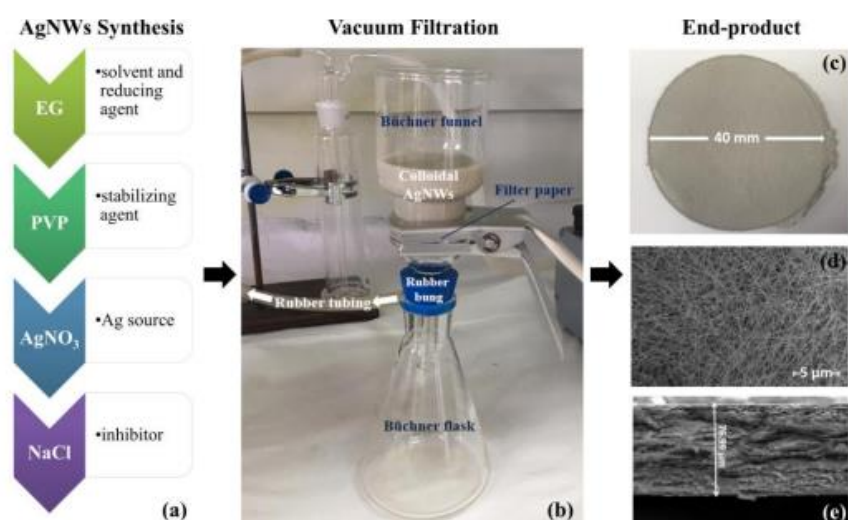 AgNWs Synthesis
EG
•solvent and
reducing
agent
PVP
•stabilizing
agent
AgNO₃
•Ag source
NaCl
•inhibitor
(a)
Vacuum Filtration
Büchner funnel
Colloidal
AgNWs
Filter paper
Rubber
bung
Rubber tubing
Büchner flask
(b)
End-product
(c)
40 mm
(d)
5 µm
(e)